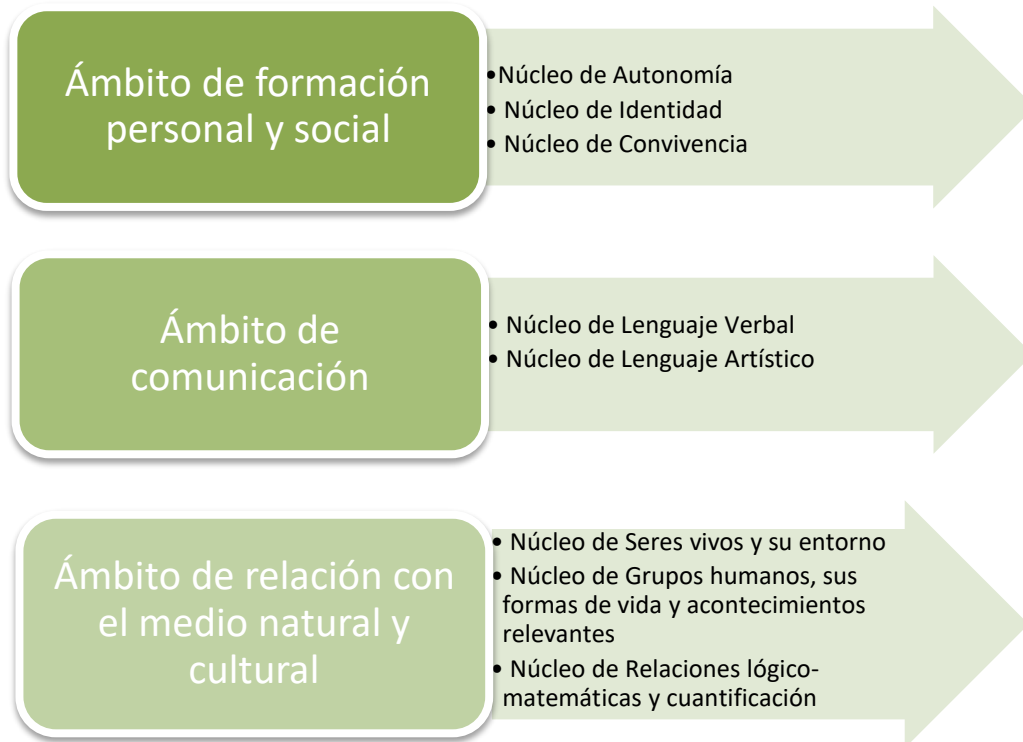 Ámbito de formación
personal y social
•Núcleo de Autonomía
• Núcleo de Identidad
• Núcleo de Convivencia
Ámbito de
comunicación
• Núcleo de Lenguaje Verbal
• Núcleo de Lenguaje Artístico
Ámbito de relación con
el medio natural y
cultural
• Núcleo de Seres vivos y su entorno
• Núcleo de Grupos humanos, sus
formas de vida y acontecimientos
relevantes
• Núcleo de Relaciones lógico-
matemáticas y cuantificación